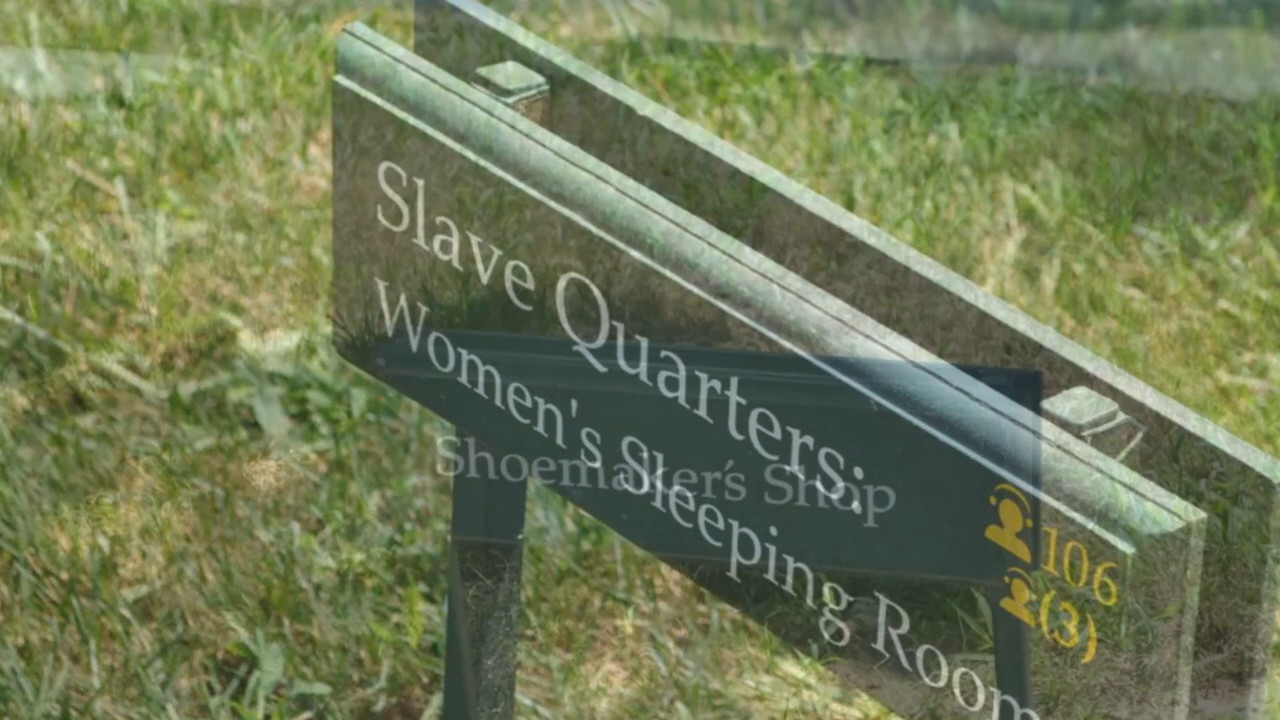 Slave Quarters:
Women's Sleeping Room
Shoemaker's Shop
106
(3)